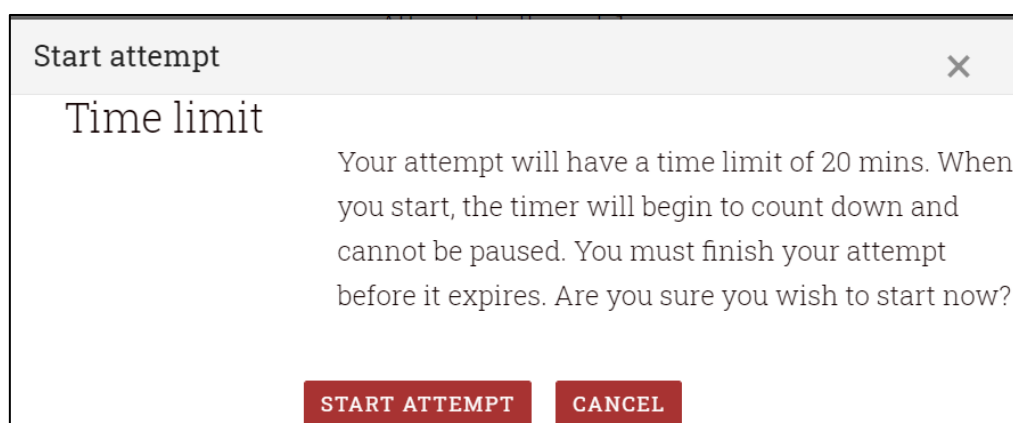 Start attempt
Time limit
Your attempt will have a time limit of 20 mins. When
you start, the timer will begin to count down and
cannot be paused. You must finish your attempt
before it expires. Are you sure you wish to start now?
START ATTEMPT CANCEL